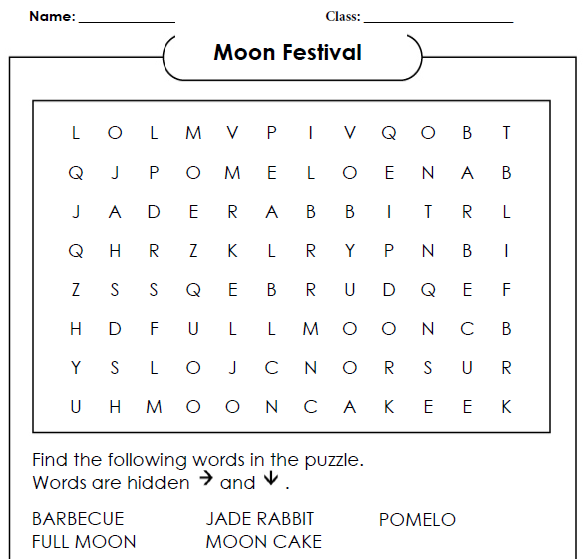 Name: ______________ Class: ______________________
Moon Festival
L O L M V P I V Q O B T
Q J P O M E L O E N A B
J A D E R A B B I T R L
Q H R Z K L R Y P N B I
Z S S Q E B R U D Q E F
H D F U L L M O O N C B
Y S L O J C N O R S U R
U H M O O N C A K E E K
Find the following words in the puzzle.
Words are hidden → and ↓ .
BARBECUE JADE RABBIT POMELO
FULL MOON MOON CAKE